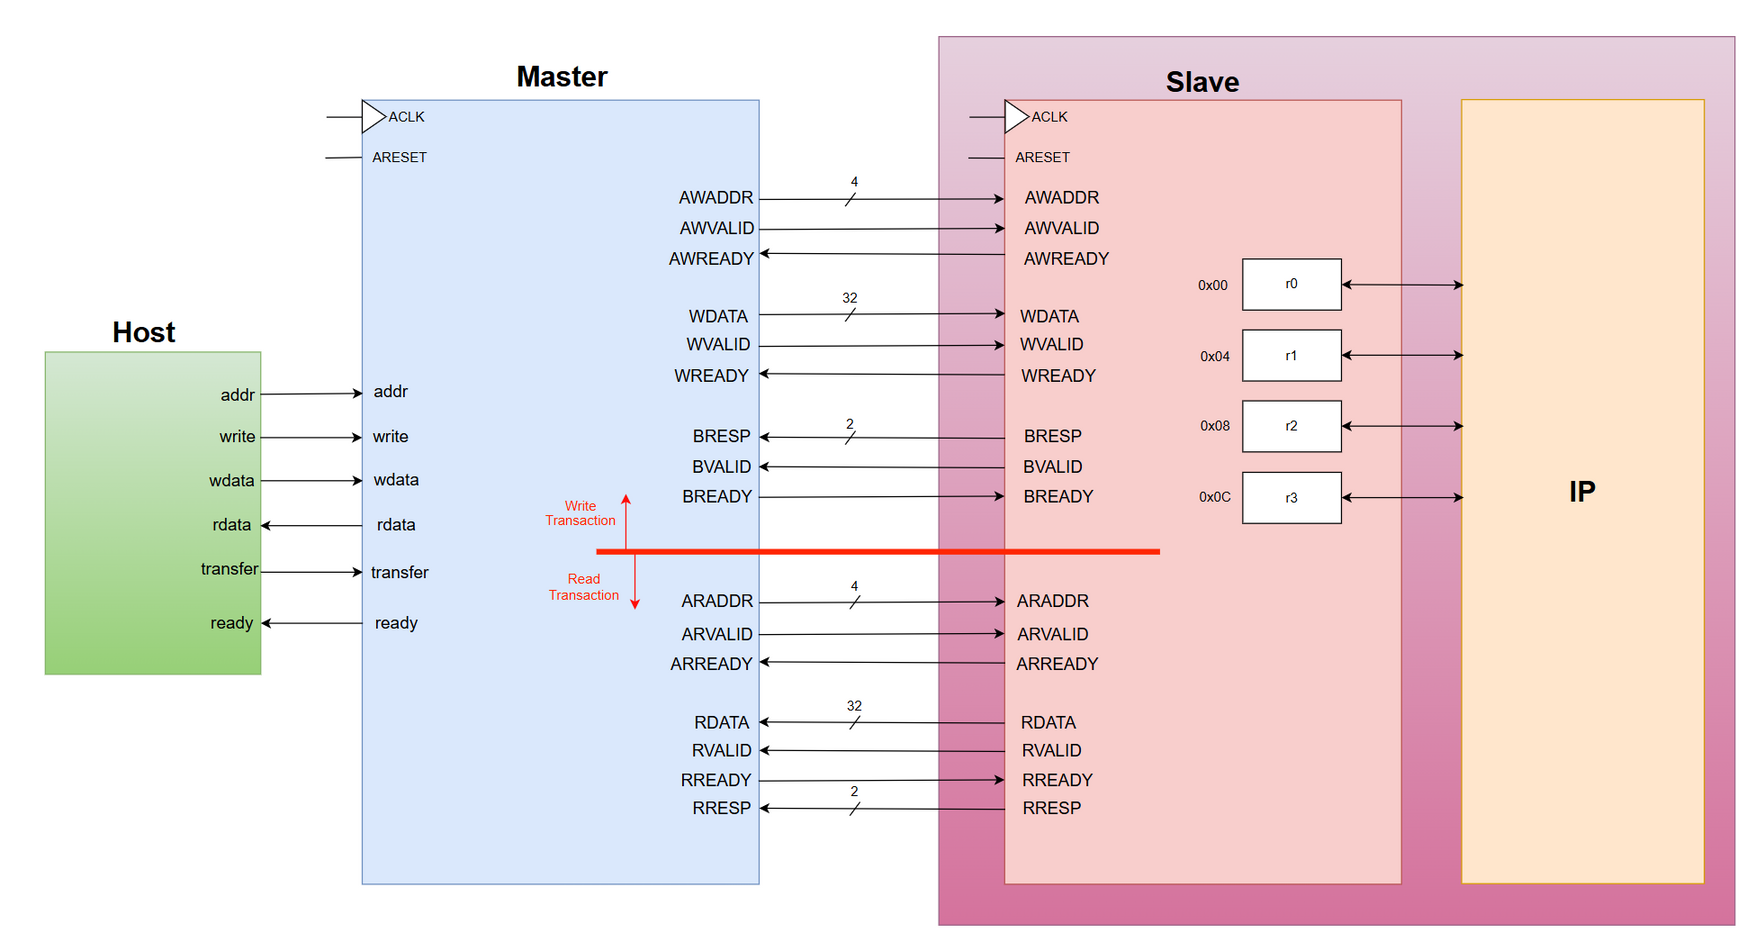 Master
Slave
Host
IP
ACLK
ARESET
ACLK
ARESET
AWADDR
4
AWADDR
AWVALID
AWVALID
AWREADY
AWREADY
WDATA
32
WDATA
WVALID
WVALID
WREADY
WREADY
BRESP
2
BRESP
BVALID
BVALID
BREADY
BREADY
Write
Transaction
Read
Transaction
ARADDR
4
ARADDR
ARVALID
ARVALID
ARREADY
ARREADY
RDATA
32
RDATA
RVALID
RVALID
RREADY
RREADY
RRESP
2
RRESP
addr
addr
write
write
wdata
wdata
rdata
rdata
transfer
transfer
ready
ready
0x00
r0
0x04
r1
0x08
r2
0x0C
r3